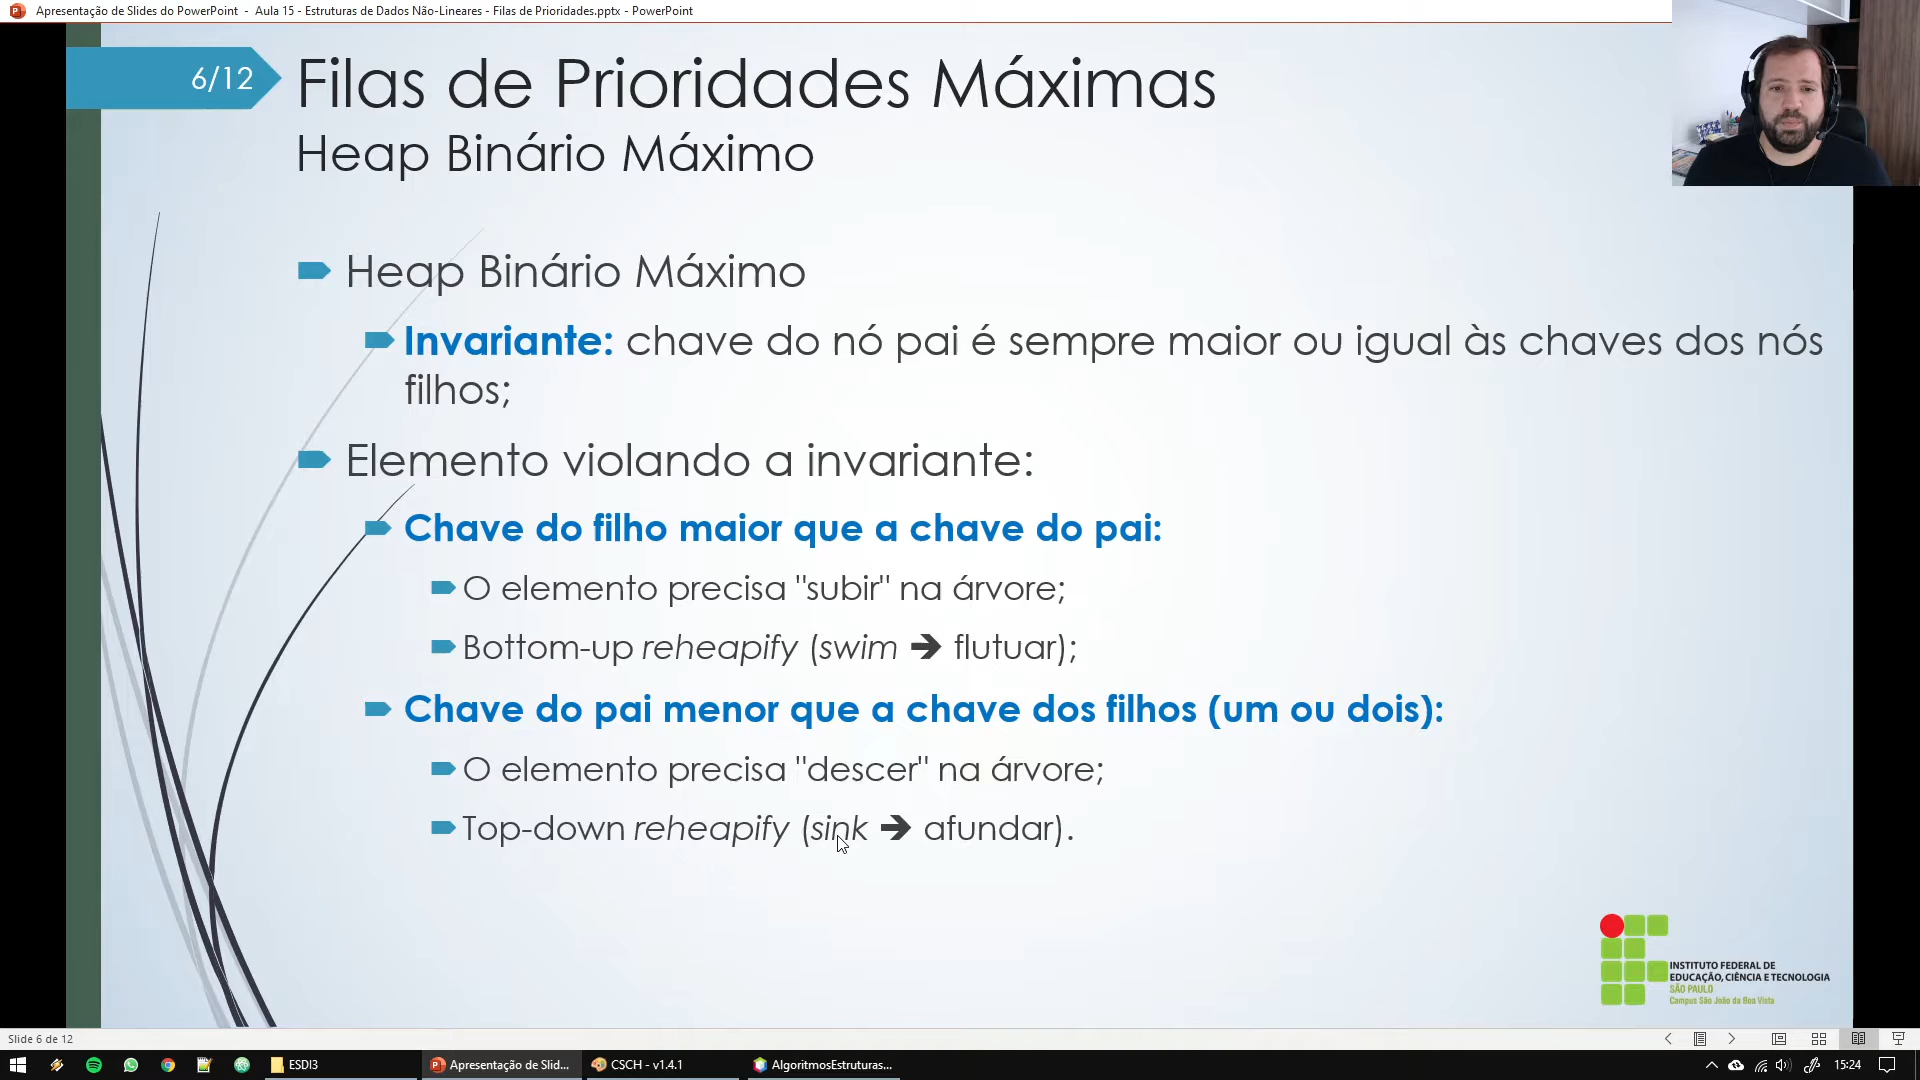 Apresentação de Slides do PowerPoint - Aula 15 - Estruturas de Dados Não-Lineares - Filas de Prioridades.pptx - PowerPoint
6/12
Filas de Prioridades Máximas
Heap Binário Máximo
Heap Binário Máximo
Invariante: chave do nó pai é sempre maior ou igual às chaves dos nós
filhos;
Elemento violando a invariante:
Chave do filho maior que a chave do pai:
O elemento precisa "subir" na árvore;
Bottom-up reheapify (swim ➔ flutuar);
Chave do pai menor que a chave dos filhos (um ou dois):
O elemento precisa "descer" na árvore;
Top-down reheapify (sink ➔ afundar).
INSTITUTO FEDERAL DE
EDUCAÇÃO, CIÊNCIA E TECNOLOGIA
SÃO PAULO
Campus São João da Boa Vista
Slide 6 de 12
ESDI3
Apresentação de Slid...
CSCH - v1.4.1
AlgoritmosEstruturas...
15:24